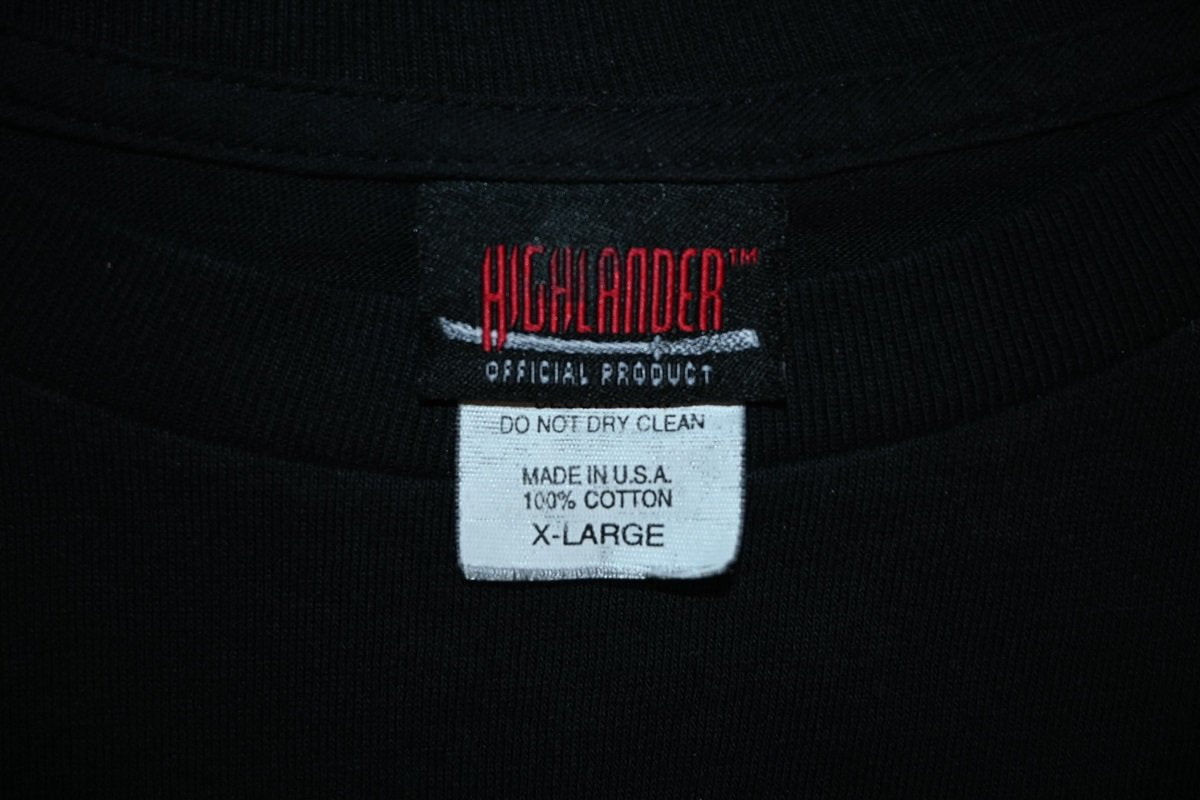 HIGHLANDER™
OFFICIAL PRODUCT
DO NOT DRY CLEAN
MADE IN U.S.A.
100% COTTON
X-LARGE